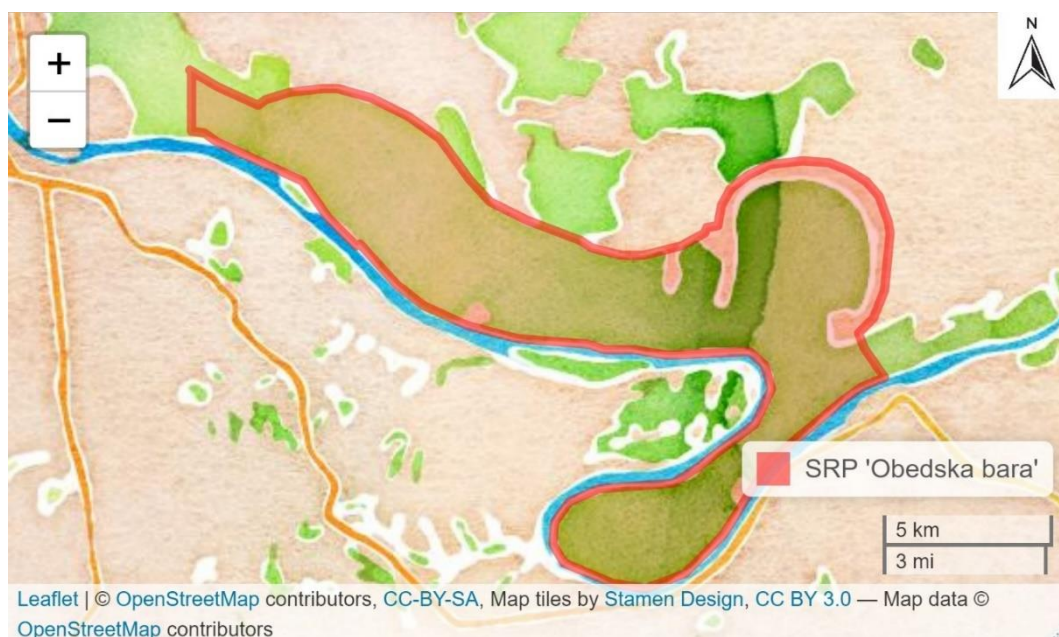 +
N
−
SRP 'Obedska bara'
5 km
3 mi
Leaflet | © OpenStreetMap contributors, CC-BY-SA, Map tiles by Stamen Design, CC BY 3.0 — Map data ©
OpenStreetMap contributors